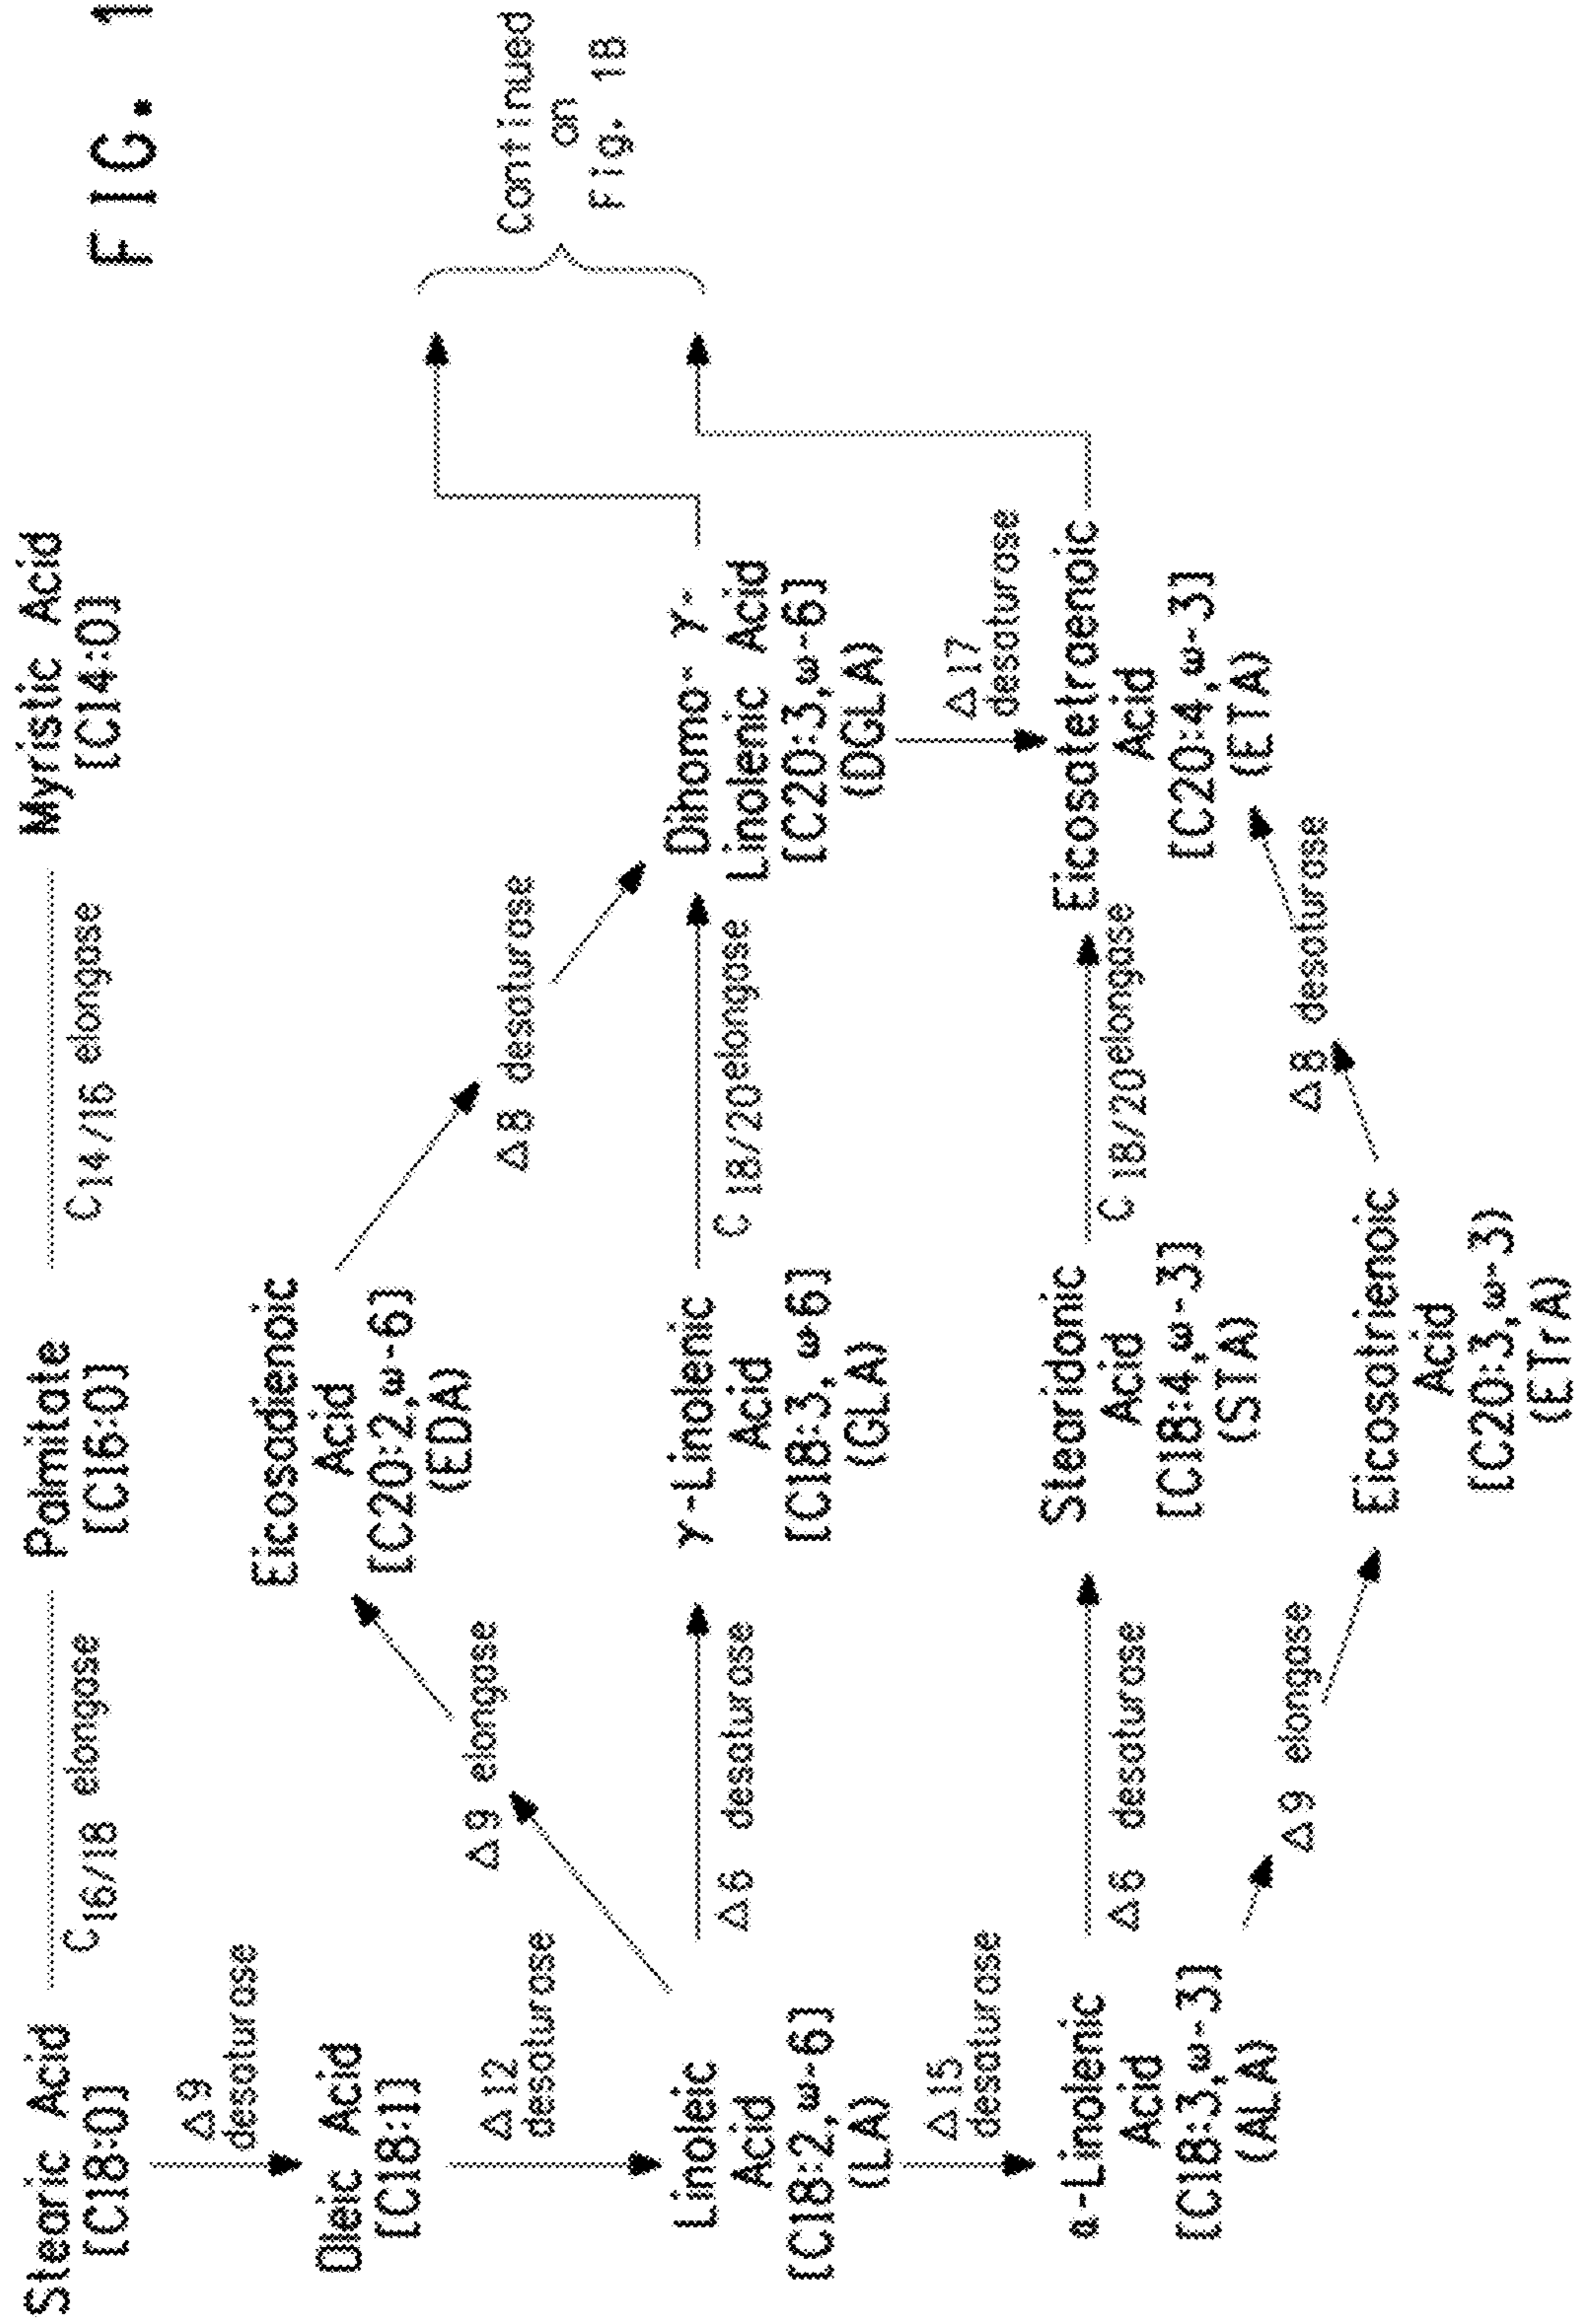 FIG. 1
Stearic Acid
[C18:0]
C16/18 elongase
Palmitate
[C16:0]
C14/16 elongase
Myristic Acid
[C14:0]
Δ9
desaturase
Oleic Acid
[C18:1]
Δ12
desaturase
Δ9 elongase
Eicosadienoic
Acid
[C20:2,ω-6]
(EDA)
Δ8 desaturase
Continued
on
Fig. 1B
Linoleic
Acid
[C18:2,ω-6]
(LA)
Δ6 desaturase
γ-Linolenic
Acid
[C18:3, ω-6]
(GLA)
C 18/20 elongase
Dihomo- γ-
Linolenic Acid
[C20:3,ω-6]
(DGLA)
Δ15
desaturase
Δ17
desaturase
α-Linolenic
Acid
[C18:3,ω-3]
(ALA)
Δ6 desaturase
Stearidonic
Acid
[C18:4,ω-3]
(STA)
C 18/20 elongase
Eicosatetraenoic
Acid
[C20:4,ω-3]
(ETA)
Δ9 elongase
Eicosatrienoic
Acid
[C20:3,ω-3)
(ETrA)
Δ8 desaturase